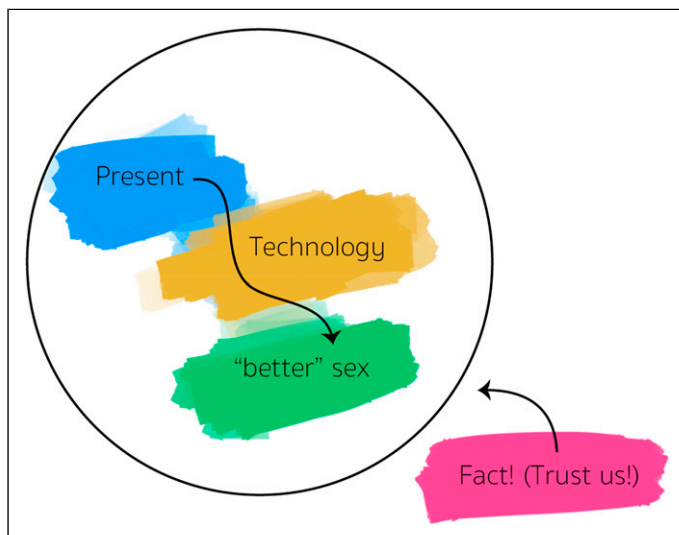 Present
Technology
“better” sex
Fact! (Trust us!)